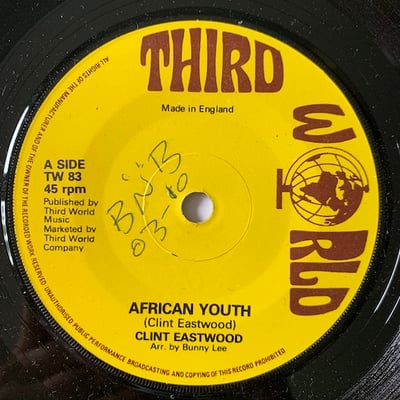 THIRD
WORLD
Made in England
A SIDE
TW 83
45 rpm
Published by
Third World
Music
Marketed by
Third World
Company
AFRICAN YOUTH
(Clint Eastwood)
CLINT EASTWOOD
Arr. by Bunny Lee
ALL RIGHTS OF THE MANUFACTURER AND OF THE OWNER OF THE RECORDED WORK RESERVED. UNAUTHORISED PUBLIC PERFORMANCE BROADCASTING AND COPYING OF THIS RECORD PROHIBITED